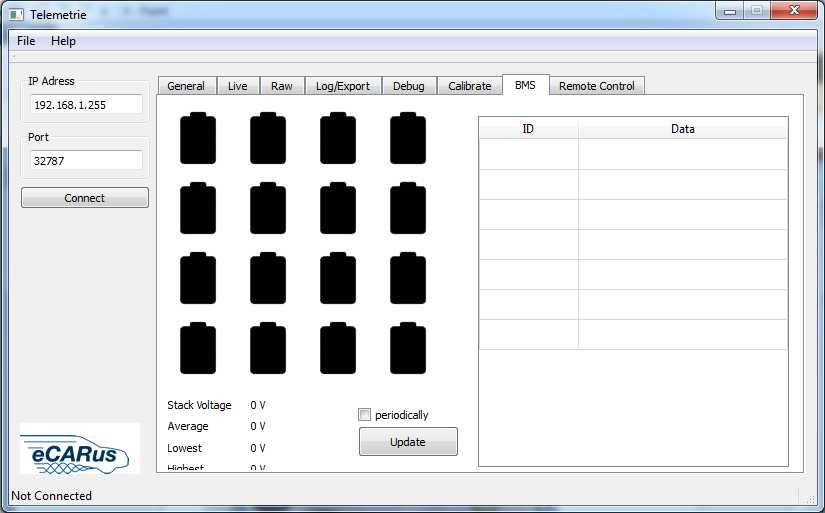 Telemetrie
File Help
IP Adress
192.168.1.255
Port
32787
Connect
General Live Raw Log/Export Debug Calibrate BMS Remote Control
ID Data
Stack Voltage 0 V
Average 0 V
Lowest 0 V
Highest 0 V
periodically
Update
eCARus
Not Connected